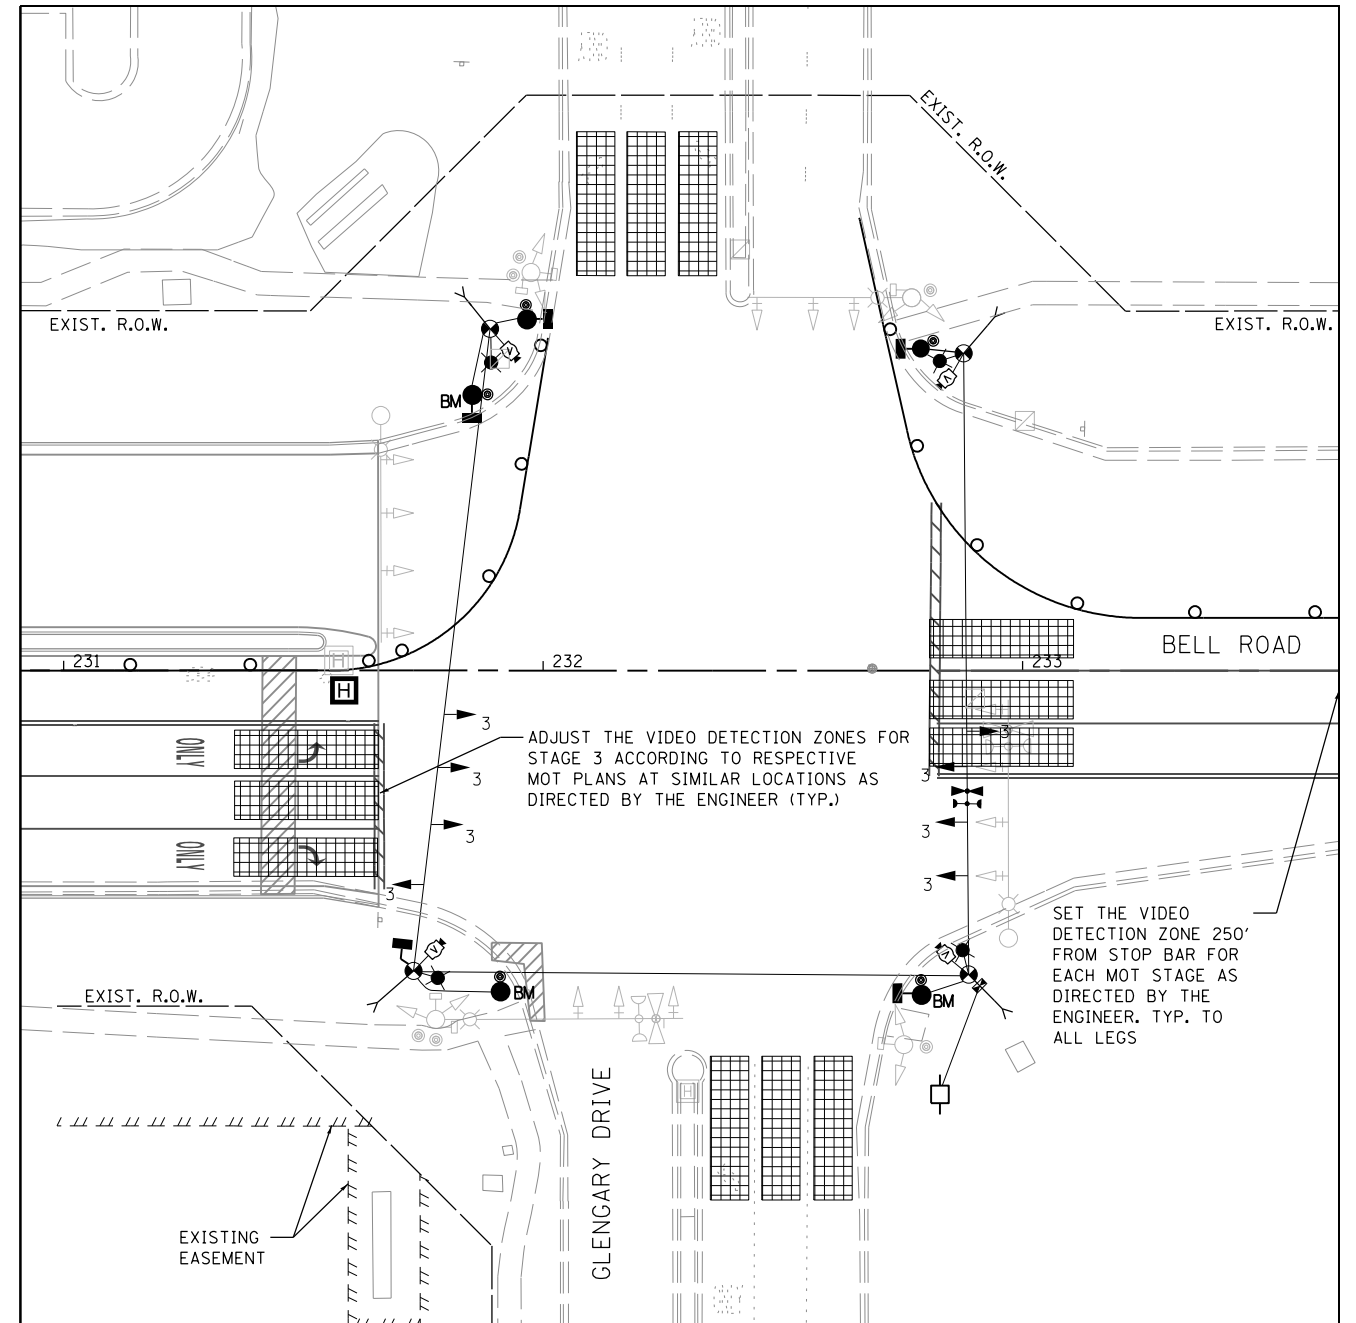 EXIST. R.O.W.
EXIST. R.O.W.
EXIST. R.O.W.
BM
BELL ROAD
231
232
233
H
H
3
3
3
3
3
3
3
3
ONLY
ONLY
ADJUST THE VIDEO DETECTION ZONES FOR
STAGE 3 ACCORDING TO RESPECTIVE
MOT PLANS AT SIMILAR LOCATIONS AS
DIRECTED BY THE ENGINEER (TYP.)
V
V
V
V
SET THE VIDEO
DETECTION ZONE 250'
FROM STOP BAR FOR
EACH MOT STAGE AS
DIRECTED BY THE
ENGINEER. TYP. TO
ALL LEGS
EXIST. R.O.W.
BM
BM
H
GLENGARY DRIVE
EXISTING
EASEMENT